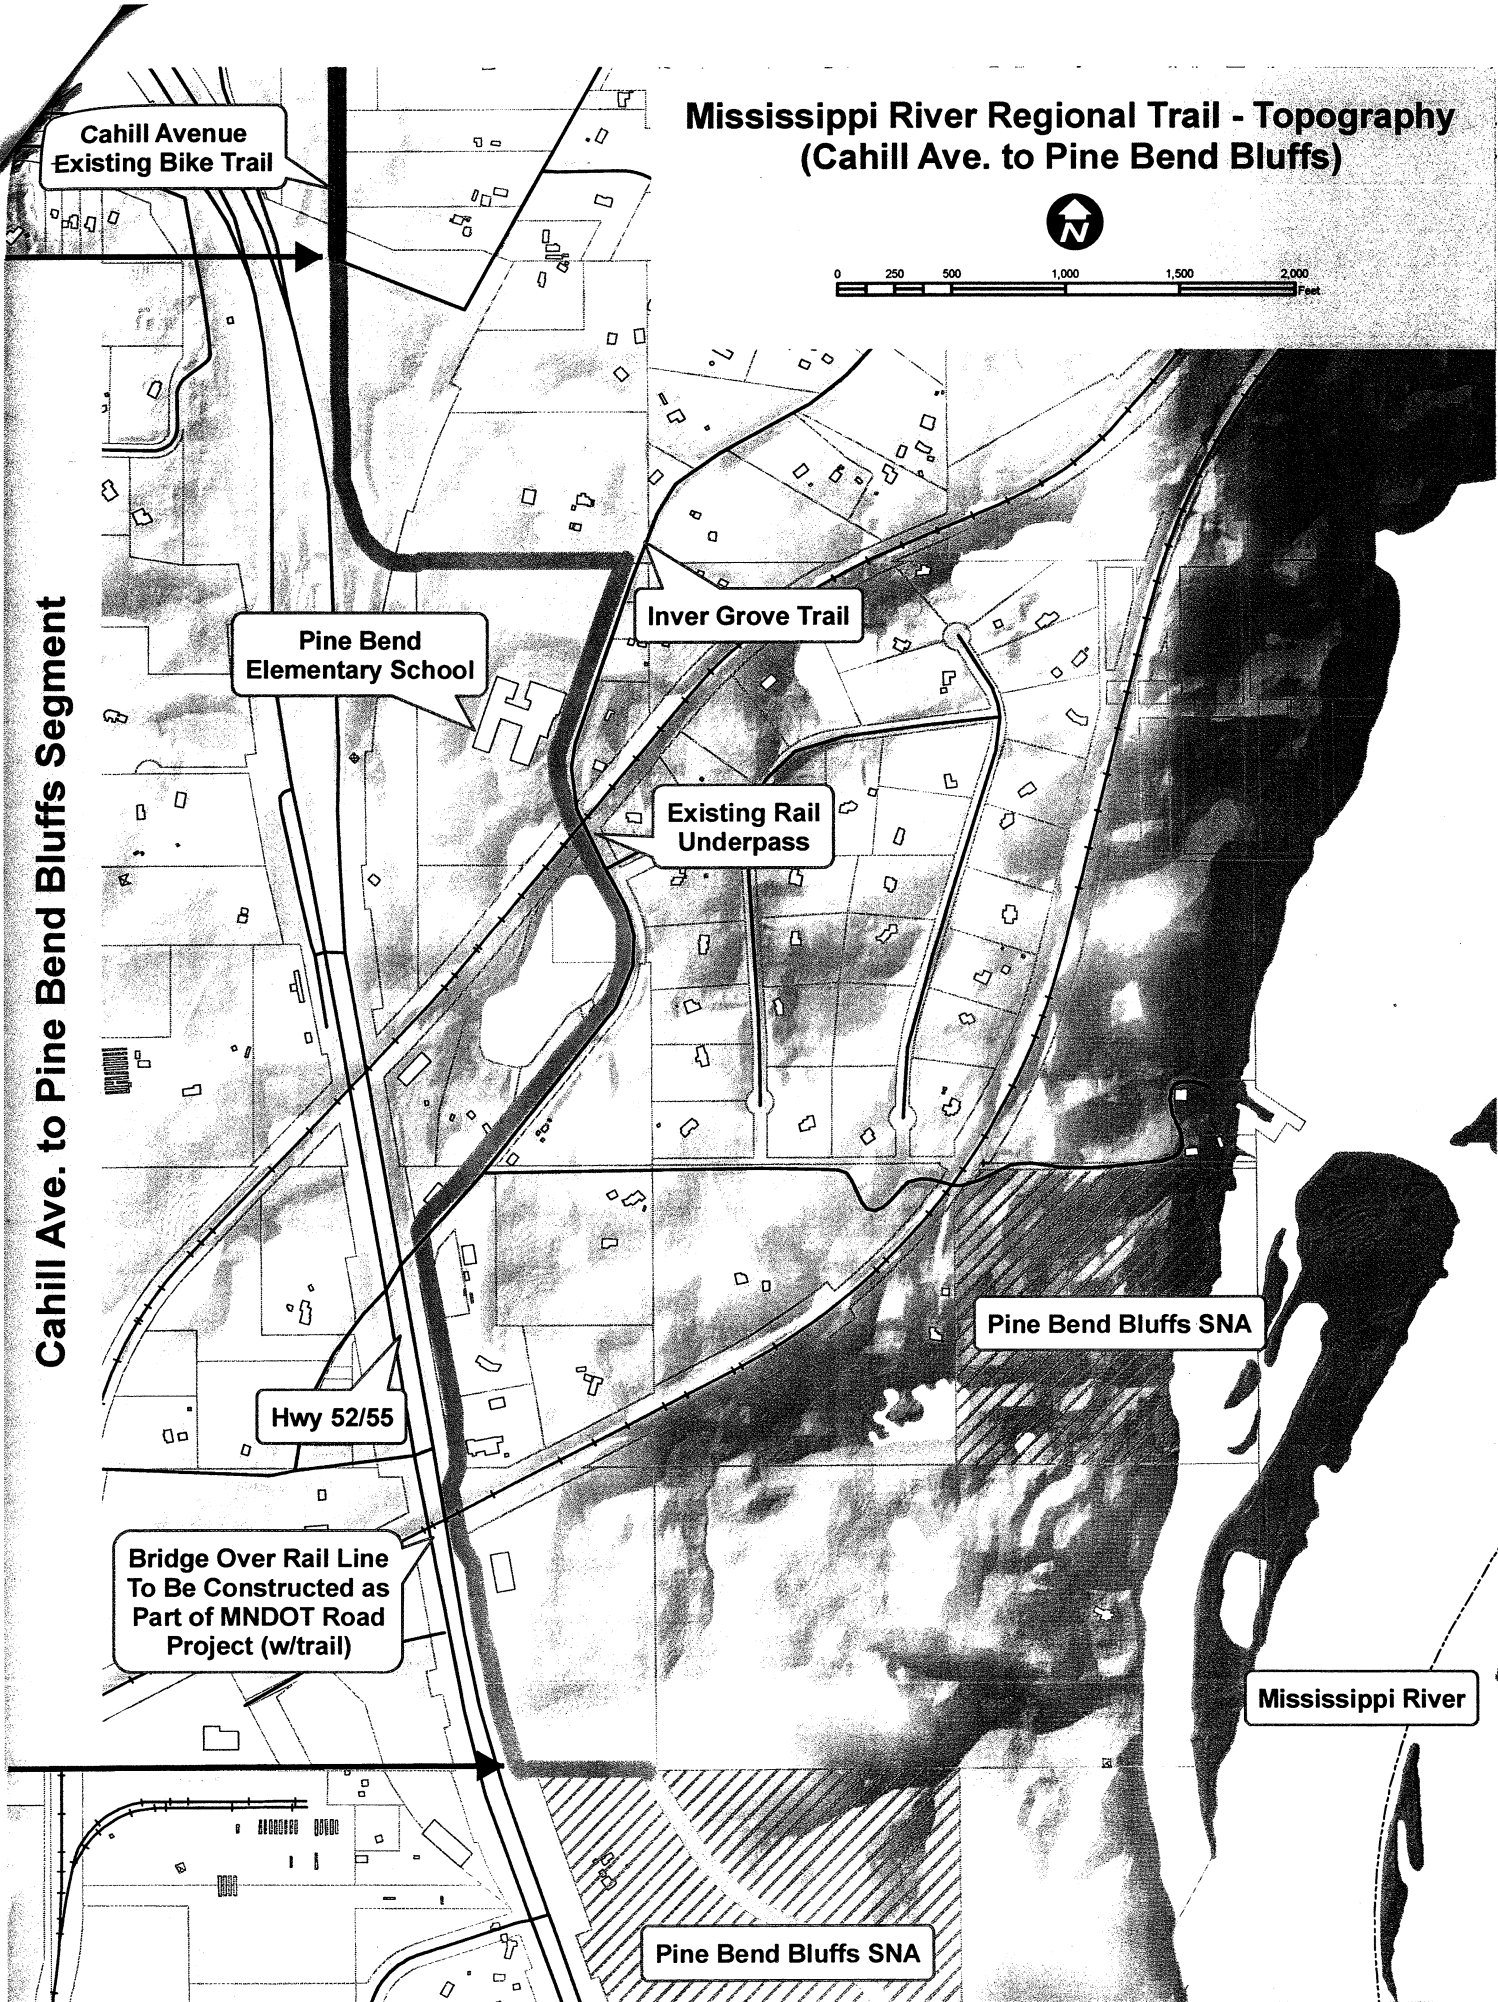 Mississippi River Regional Trail - Topography
(Cahill Ave. to Pine Bend Bluffs)
N
0 250 500 1,000 1,500 2,000
Feet
Cahill Avenue
Existing Bike Trail
Inver Grove Trail
Pine Bend
Elementary School
Existing Rail
Underpass
Cahill Ave. to Pine Bend Bluffs Segment
Pine Bend Bluffs SNA
Hwy 52/55
Bridge Over Rail Line
To Be Constructed as
Part of MNDOT Road
Project (w/trail)
Mississippi River
Pine Bend Bluffs SNA